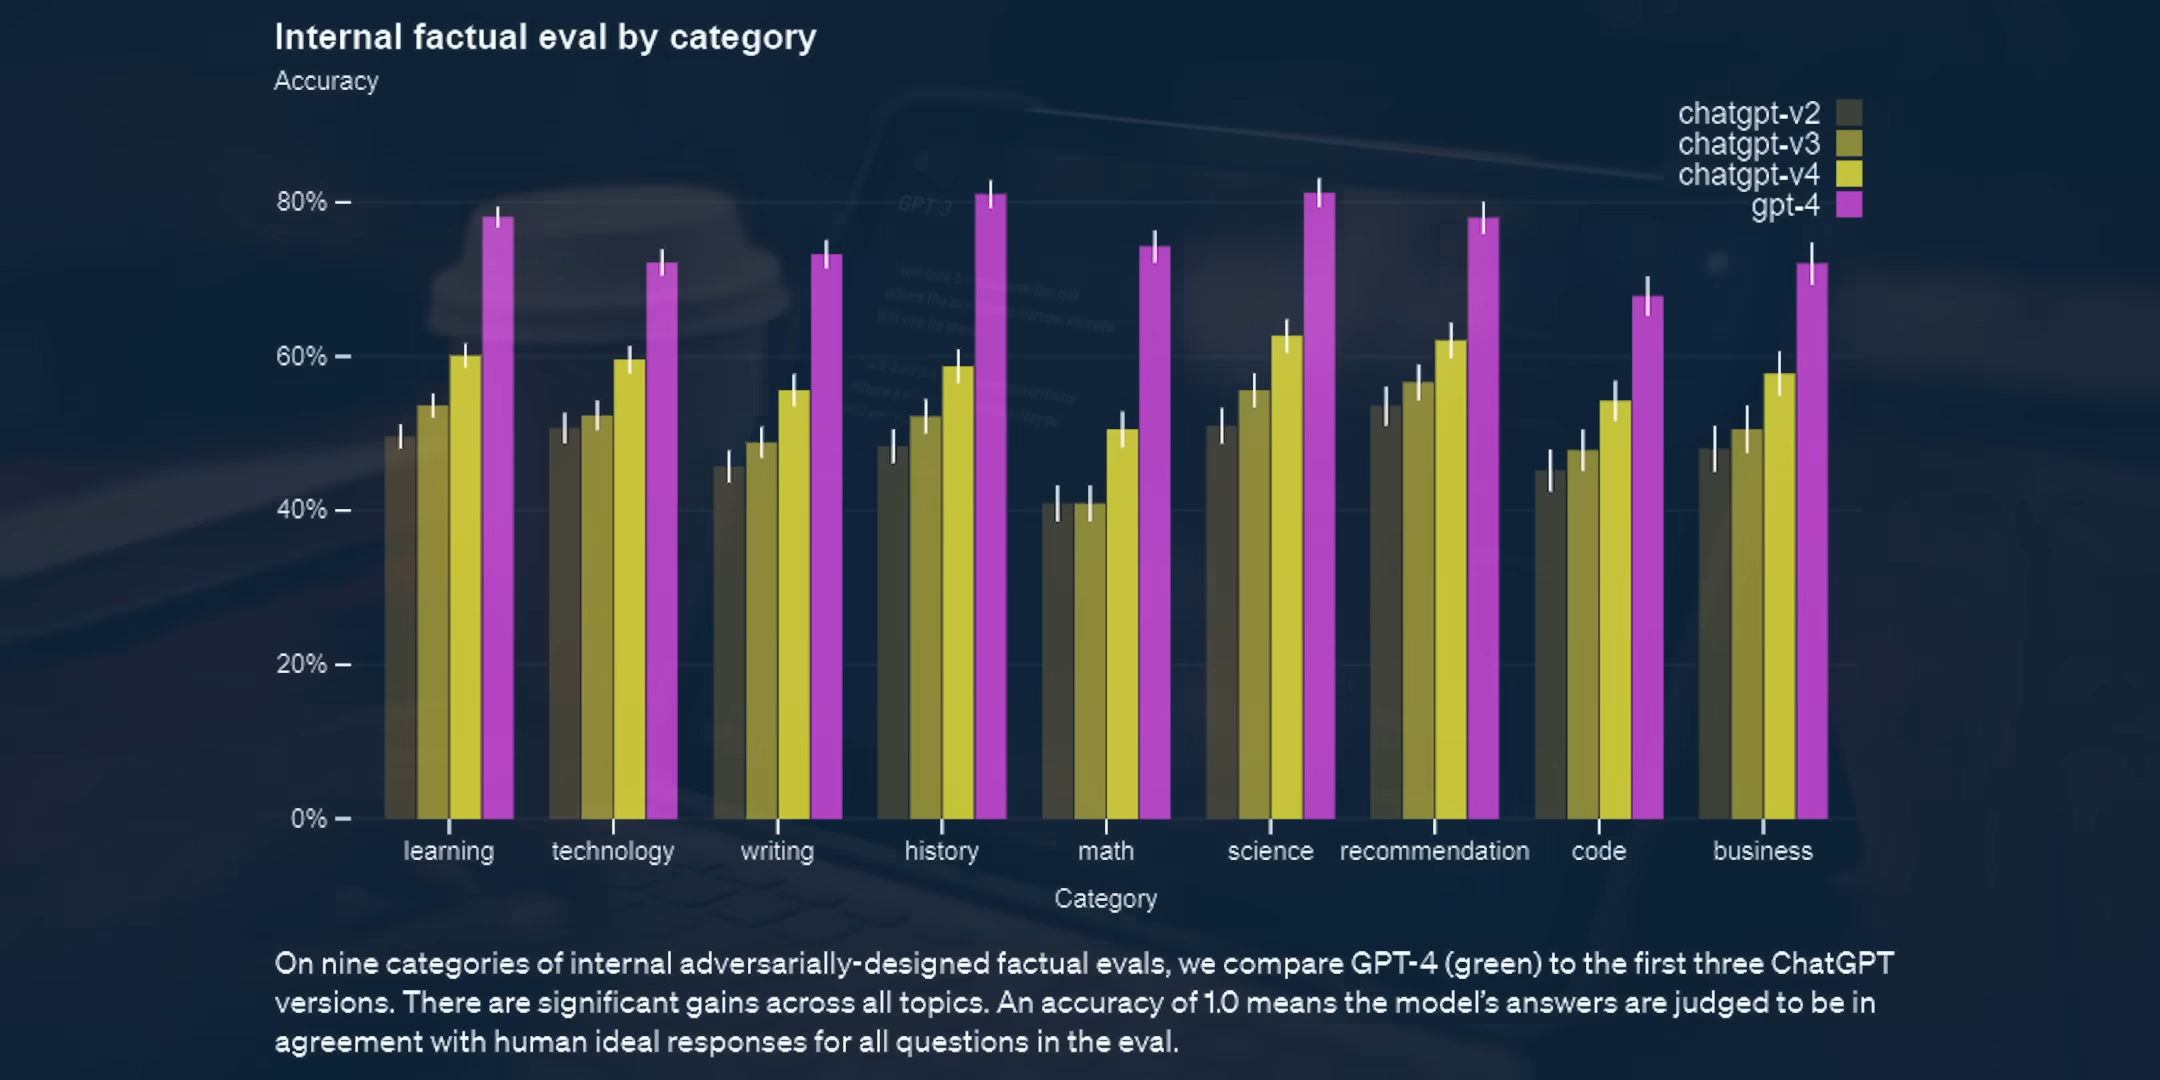 Internal factual eval by category
Accuracy
chatgpt-v2
chatgpt-v3
chatgpt-v4
gpt-4
80%
60%
40%
20%
0%
GPT-3
learning
technology
writing
history
math
science
recommendation
code
business
Category
On nine categories of internal adversarially-designed factual evals, we compare GPT-4 (green) to the first three ChatGPT
versions. There are significant gains across all topics. An accuracy of 1.0 means the model’s answers are judged to be in
agreement with human ideal responses for all questions in the eval.